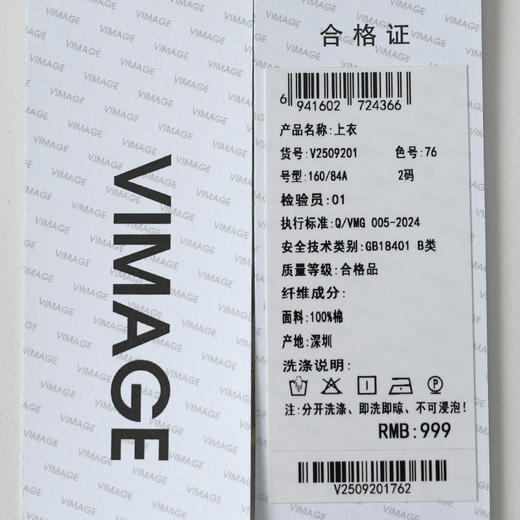 VIMAGE
合格证
6 941602 724366
产品名称:上衣
货号:V2509201 色号:76
号型:160/84A 2码
检验员:01
执行标准:Q/VMG 005-2024
安全技术类别:GB18401 B类
质量等级:合格品
纤维成分:
面料:100%棉
产地:深圳
洗涤说明:
注:分开洗涤、即洗即晾、不可浸泡!
RMB:999
V2509201762